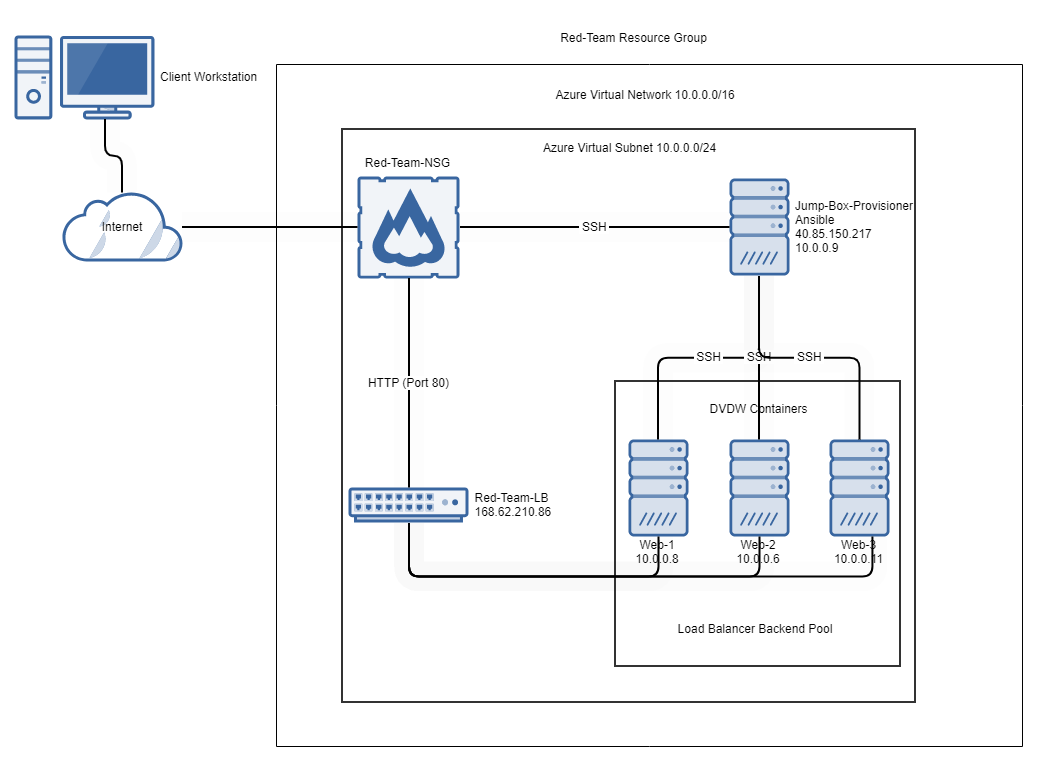 Red-Team Resource Group
Client Workstation
Azure Virtual Network 10.0.0.0/16
Azure Virtual Subnet 10.0.0.0/24
Red-Team-NSG
Internet
SSH
Jump-Box-Provisioner
Ansible
40.85.150.217
10.0.0.9
SSH
SSH
SSH
HTTP (Port 80)
DVDW Containers
Red-Team-LB
168.62.210.86
Web-1
10.0.0.8
Web-2
10.0.0.6
Web-3
10.0.0.11
Load Balancer Backend Pool